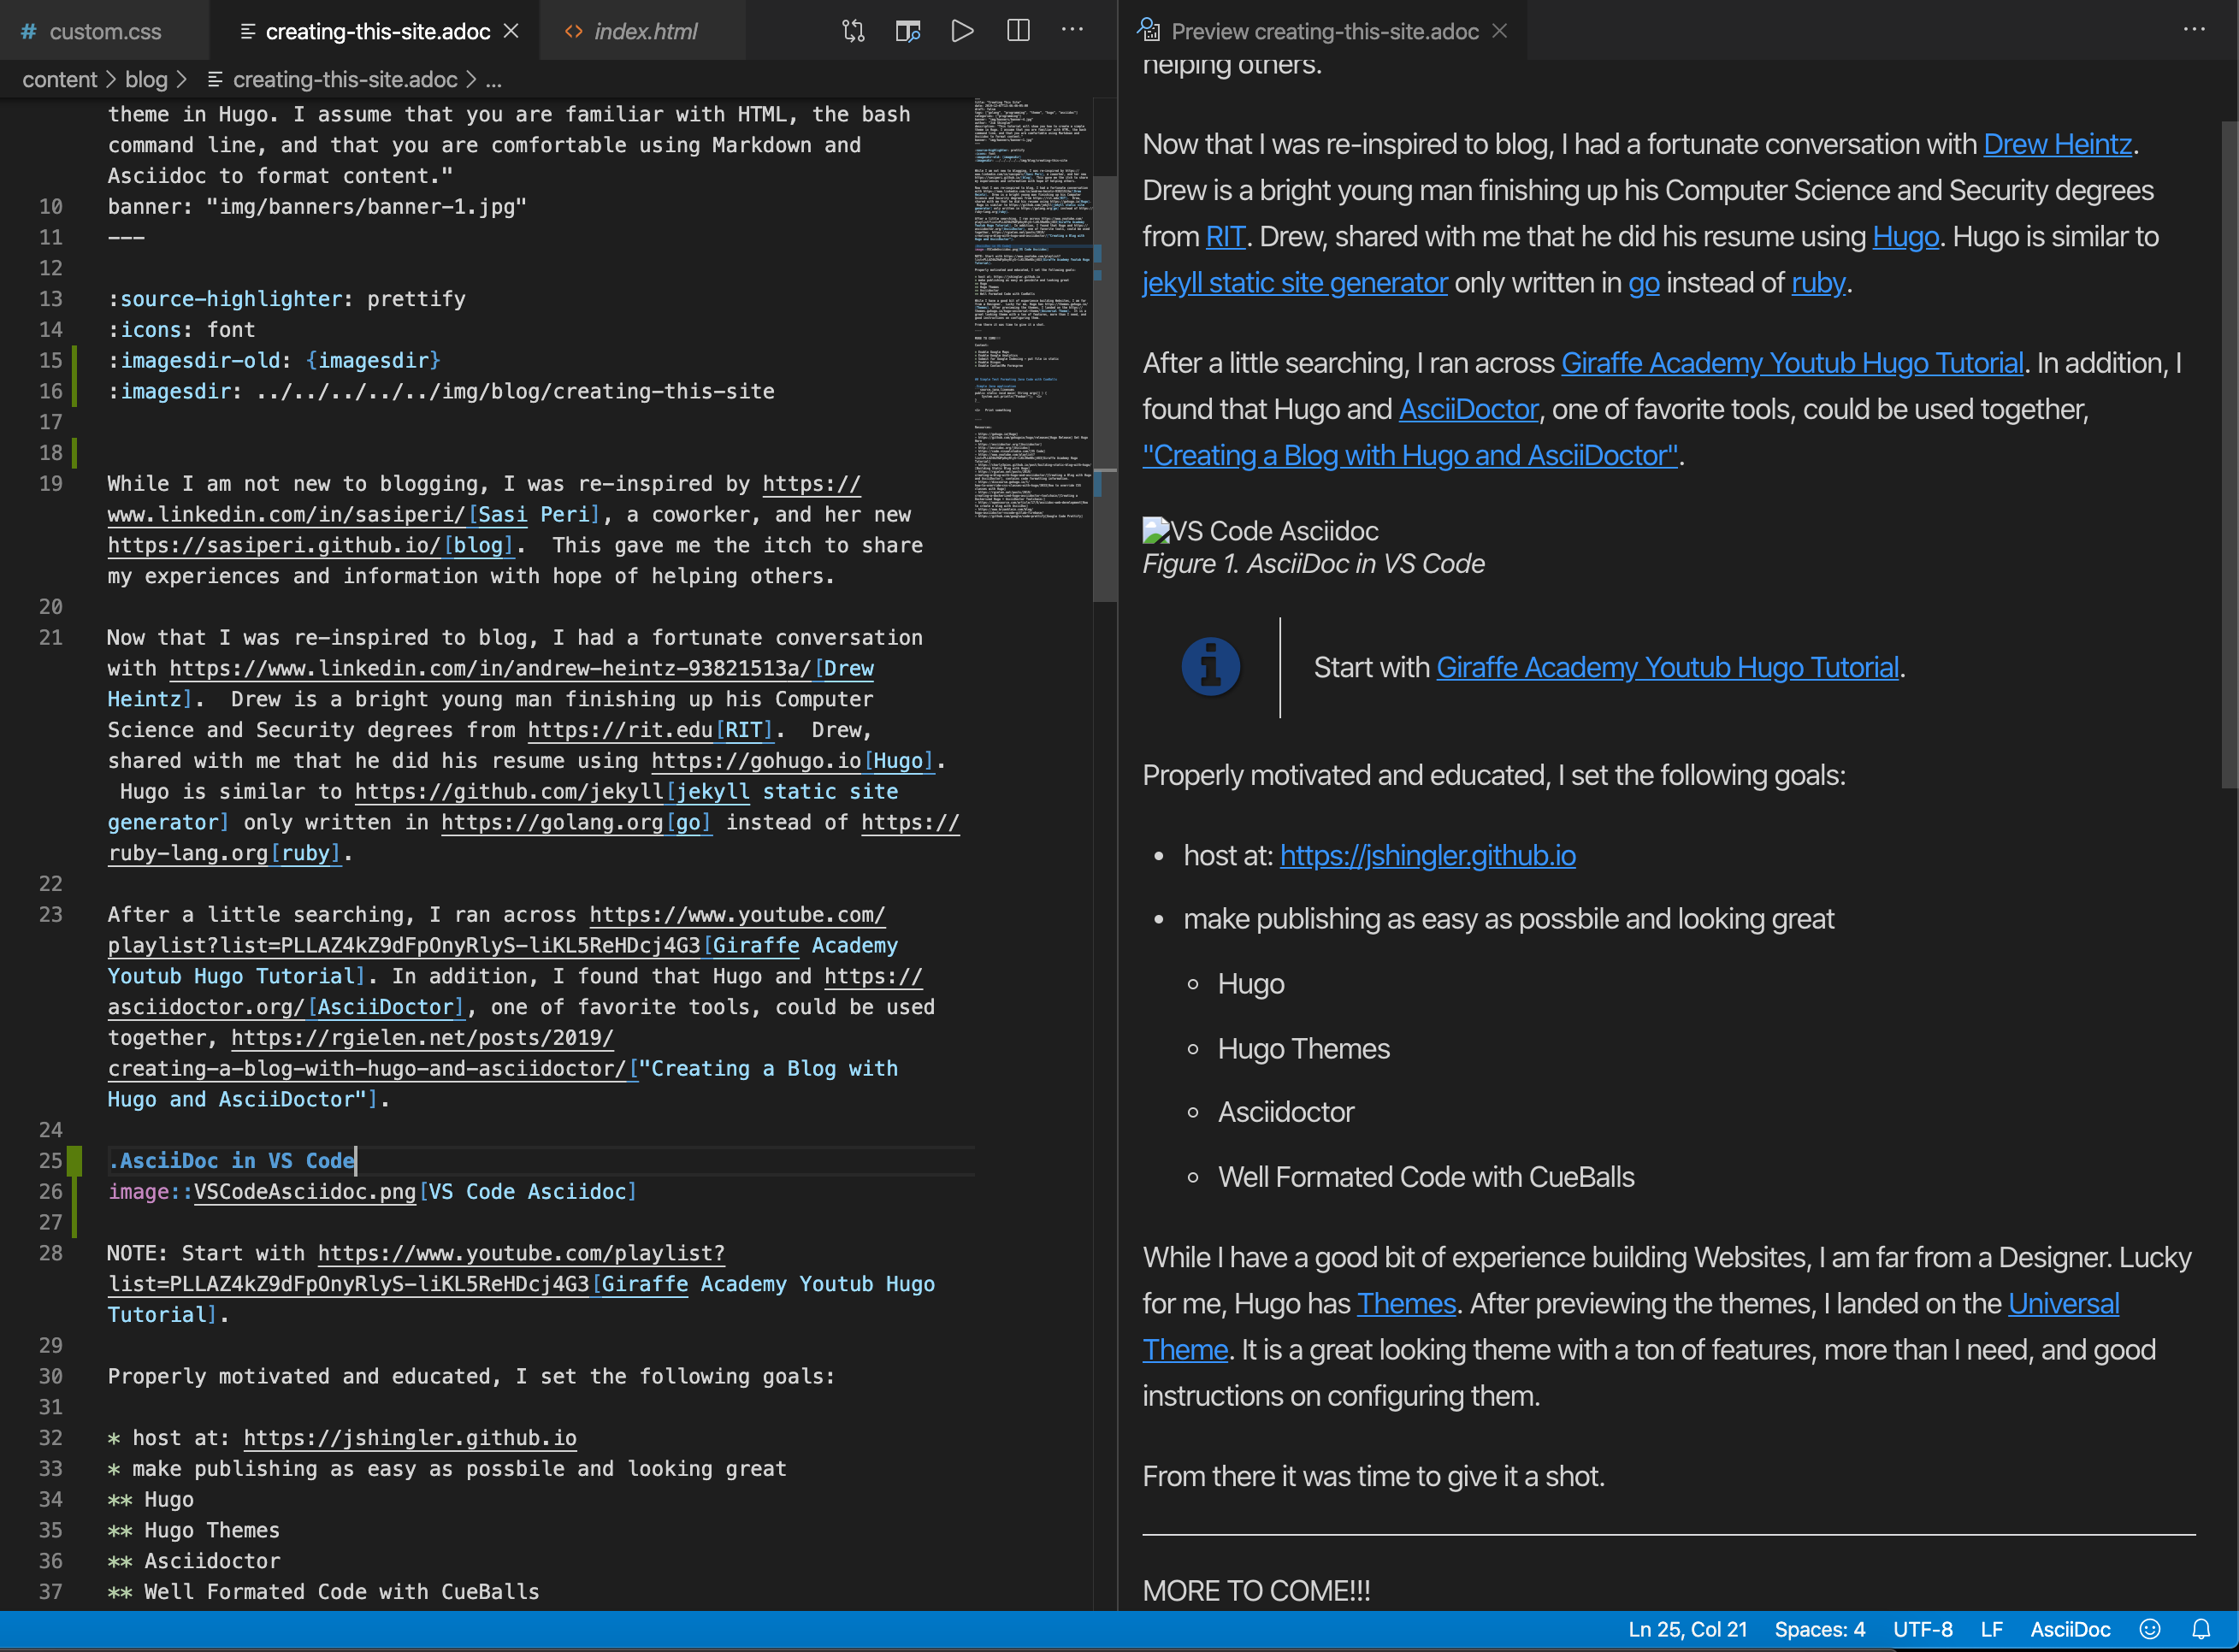 # custom.css
creating-this-site.adoc
index.html
Preview creating-this-site.adoc
content > blog > creating-this-site.adoc > ...
theme in Hugo. I assume that you are familiar with HTML, the bash
command line, and that you are comfortable using Markdown and
Asciidoc to format content."
10 banner: "img/banners/banner-1.jpg"
11 ---
12
13 :source-highlighter: prettify
14 :icons: font
15 :imagesdir-old: {imagesdir}
16 :imagesdir: ../../../../../img/blog/creating-this-site
17
18
19 While I am not new to blogging, I was re-inspired by https://
www.linkedin.com/in/sasiperi/[Sasi Peri], a coworker, and her new
https://sasiperi.github.io/[blog].  This gave me the itch to share
my experiences and information with hope of helping others.
20
21 Now that I was re-inspired to blog, I had a fortunate conversation
with https://www.linkedin.com/in/andrew-heintz-93821513a/[Drew
Heintz].  Drew is a bright young man finishing up his Computer
Science and Security degrees from https://rit.edu[RIT].  Drew,
shared with me that he did his resume using https://gohugo.io[Hugo].
Hugo is similar to https://github.com/jekyll[jekyll static site
generator] only written in https://golang.org[go] instead of https://
ruby-lang.org[ruby].
22
23 After a little searching, I ran across https://www.youtube.com/
playlist?list=PLLAZ4kZ9dFpOnyRlyS-liKL5ReHDcj4G3[Giraffe Academy
Youtub Hugo Tutorial]. In addition, I found that Hugo and https://
asciidoctor.org/[AsciiDoctor], one of favorite tools, could be used
together, https://rgielen.net/posts/2019/
creating-a-blog-with-hugo-and-asciidoctor/["Creating a Blog with
Hugo and AsciiDoctor"].
24
25 .AsciiDoc in VS Code
26 image::VSCodeAsciidoc.png[VS Code Asciidoc]
27
28 NOTE: Start with https://www.youtube.com/playlist?
list=PLLAZ4kZ9dFpOnyRlyS-liKL5ReHDcj4G3[Giraffe Academy Youtub Hugo
Tutorial].
29
30 Properly motivated and educated, I set the following goals:
31
32 * host at: https://jshingler.github.io
33 * make publishing as easy as possbile and looking great
34 ** Hugo
35 ** Hugo Themes
36 ** Asciidoctor
37 ** Well Formated Code with CueBalls
helping others.
Now that I was re-inspired to blog, I had a fortunate conversation with Drew Heintz.
Drew is a bright young man finishing up his Computer Science and Security degrees
from RIT. Drew, shared with me that he did his resume using Hugo. Hugo is similar to
jekyll static site generator only written in go instead of ruby.
After a little searching, I ran across Giraffe Academy Youtub Hugo Tutorial. In addition, I
found that Hugo and AsciiDoctor, one of favorite tools, could be used together,
"Creating a Blog with Hugo and AsciiDoctor".
VS Code Asciidoc
Figure 1. AsciiDoc in VS Code
Start with Giraffe Academy Youtub Hugo Tutorial.
Properly motivated and educated, I set the following goals:
• host at: https://jshingler.github.io
• make publishing as easy as possbile and looking great
◦ Hugo
◦ Hugo Themes
◦ Asciidoctor
◦ Well Formated Code with CueBalls
While I have a good bit of experience building Websites, I am far from a Designer. Lucky
for me, Hugo has Themes. After previewing the themes, I landed on the Universal
Theme. It is a great looking theme with a ton of features, more than I need, and good
instructions on configuring them.
From there it was time to give it a shot.
MORE TO COME!!!
Ln 25, Col 21 Spaces: 4 UTF-8 LF AsciiDoc